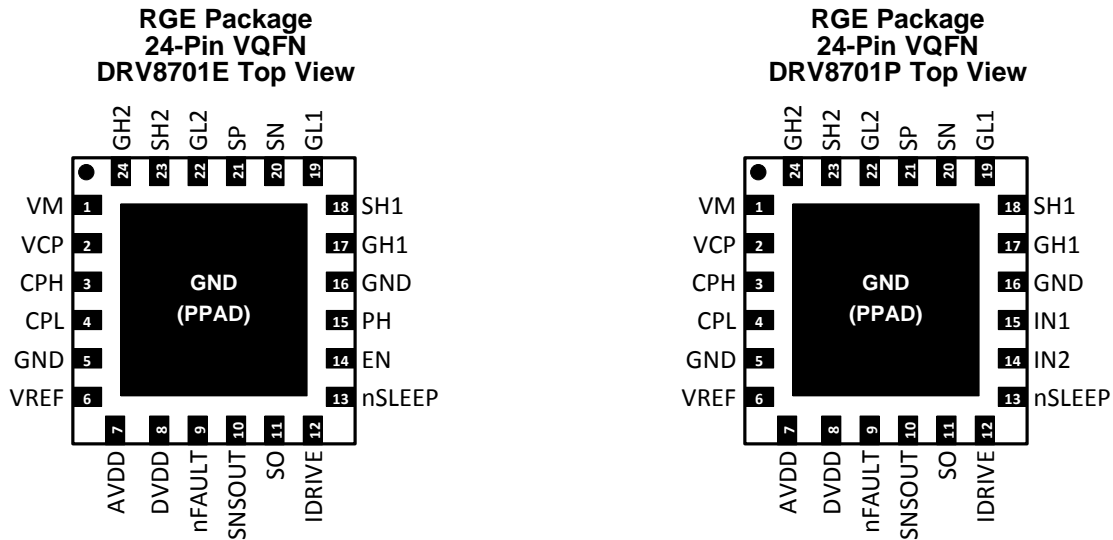 RGE Package
24-Pin VQFN
DRV8701E Top View
GH2
SH2
GL2
SP
SN
GL1
24
23
22
21
20
19
VM 1
VCP 2
CPH 3
CPL 4
GND 5
VREF 6
GND
(PPAD)
18 SH1
17 GH1
16 GND
15 PH
14 EN
13 nSLEEP
7
8
9
10
11
12
AVDD
DVDD
nFAULT
SNSOUT
SO
IDRIVE
RGE Package
24-Pin VQFN
DRV8701P Top View
GH2
SH2
GL2
SP
SN
GL1
24
23
22
21
20
19
VM 1
VCP 2
CPH 3
CPL 4
GND 5
VREF 6
GND
(PPAD)
18 SH1
17 GH1
16 GND
15 IN1
14 IN2
13 nSLEEP
7
8
9
10
11
12
AVDD
DVDD
nFAULT
SNSOUT
SO
IDRIVE